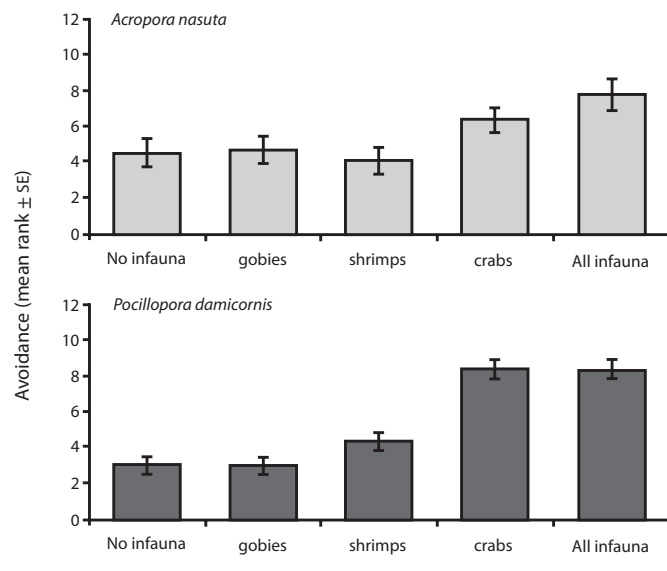 Avoidance (mean rank ± SE)
Acropora nasuta
12
10
8
6
4
2
0
No infauna gobies shrimps crabs All infauna
Pocillopora damicornis
12
10
8
6
4
2
0
No infauna gobies shrimps crabs All infauna